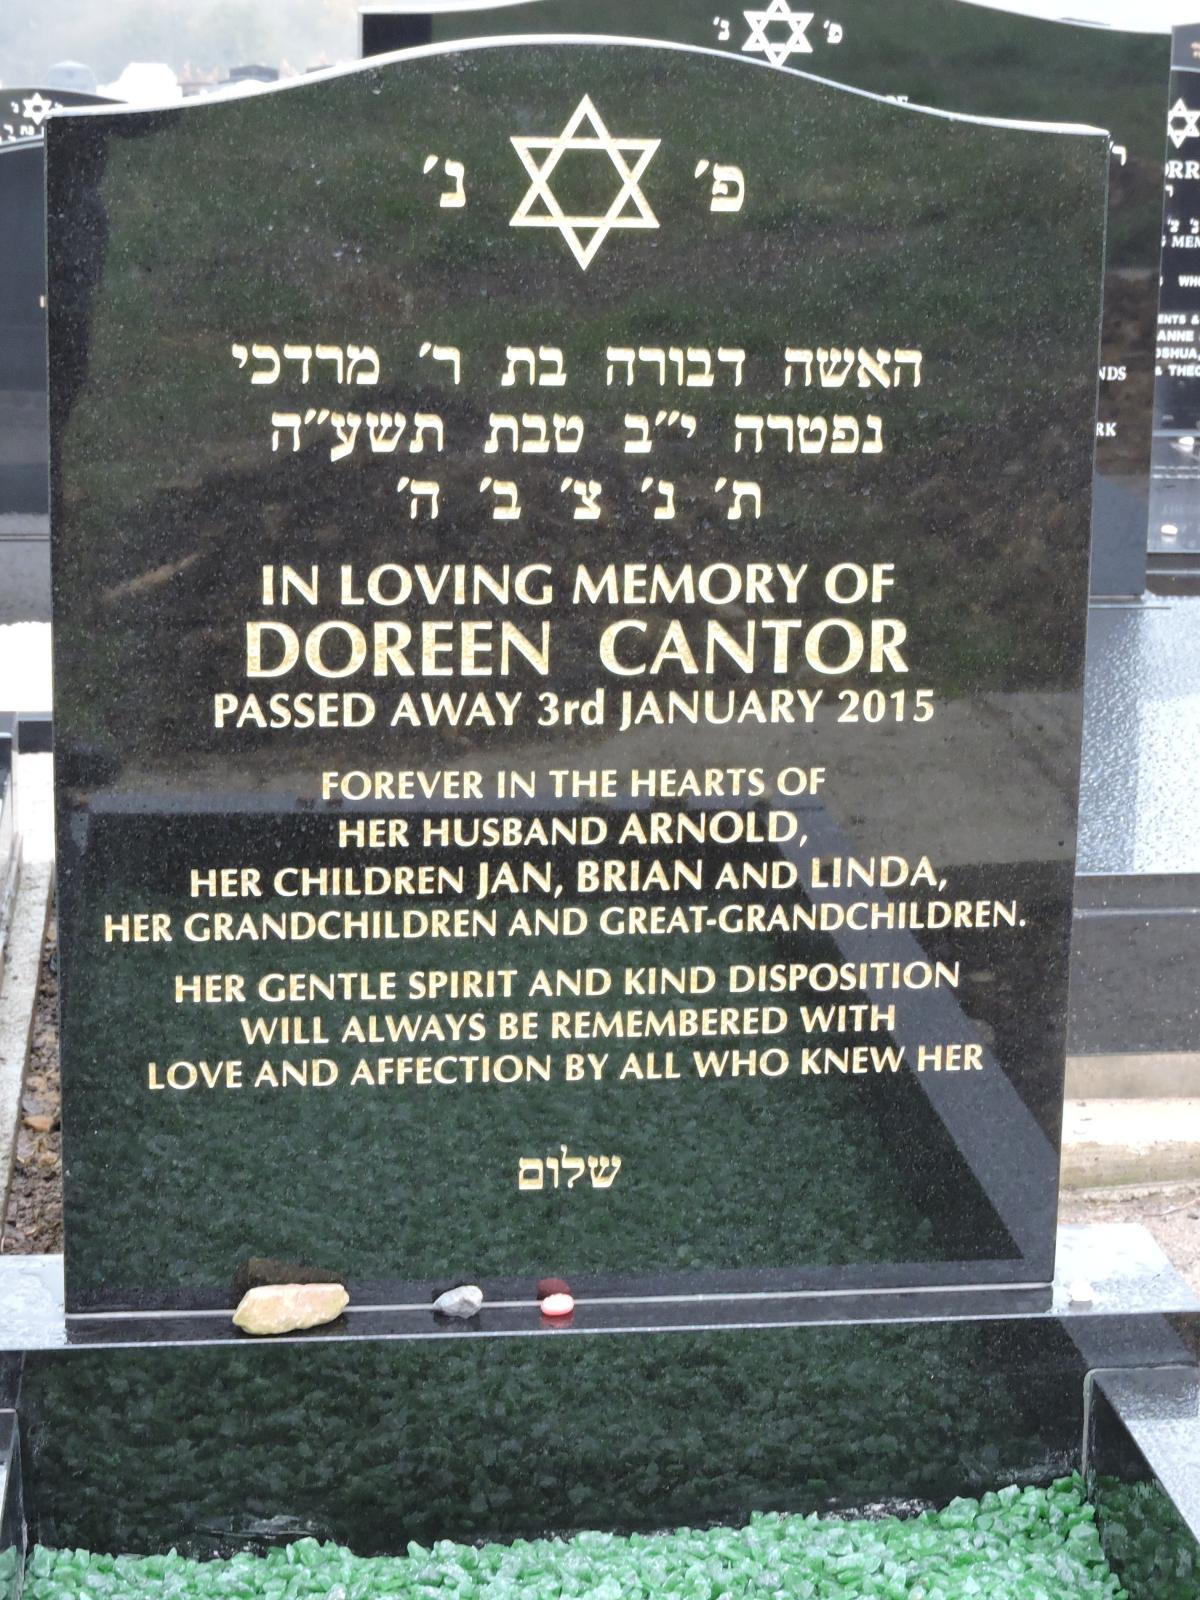 פ׳ נ׳
האשה דבורה בת ר׳ מרדכי
נפטרה י״ב טבת תשע״ה
ת׳ נ׳ צ׳ ב׳ ה׳
IN LOVING MEMORY OF
DOREEN CANTOR
PASSED AWAY 3rd JANUARY 2015
FOREVER IN THE HEARTS OF
HER HUSBAND ARNOLD,
HER CHILDREN JAN, BRIAN AND LINDA,
HER GRANDCHILDREN AND GREAT-GRANDCHILDREN.
HER GENTLE SPIRIT AND KIND DISPOSITION
WILL ALWAYS BE REMEMBERED WITH
LOVE AND AFFECTION BY ALL WHO KNEW HER
שלום
פ׳ נ׳